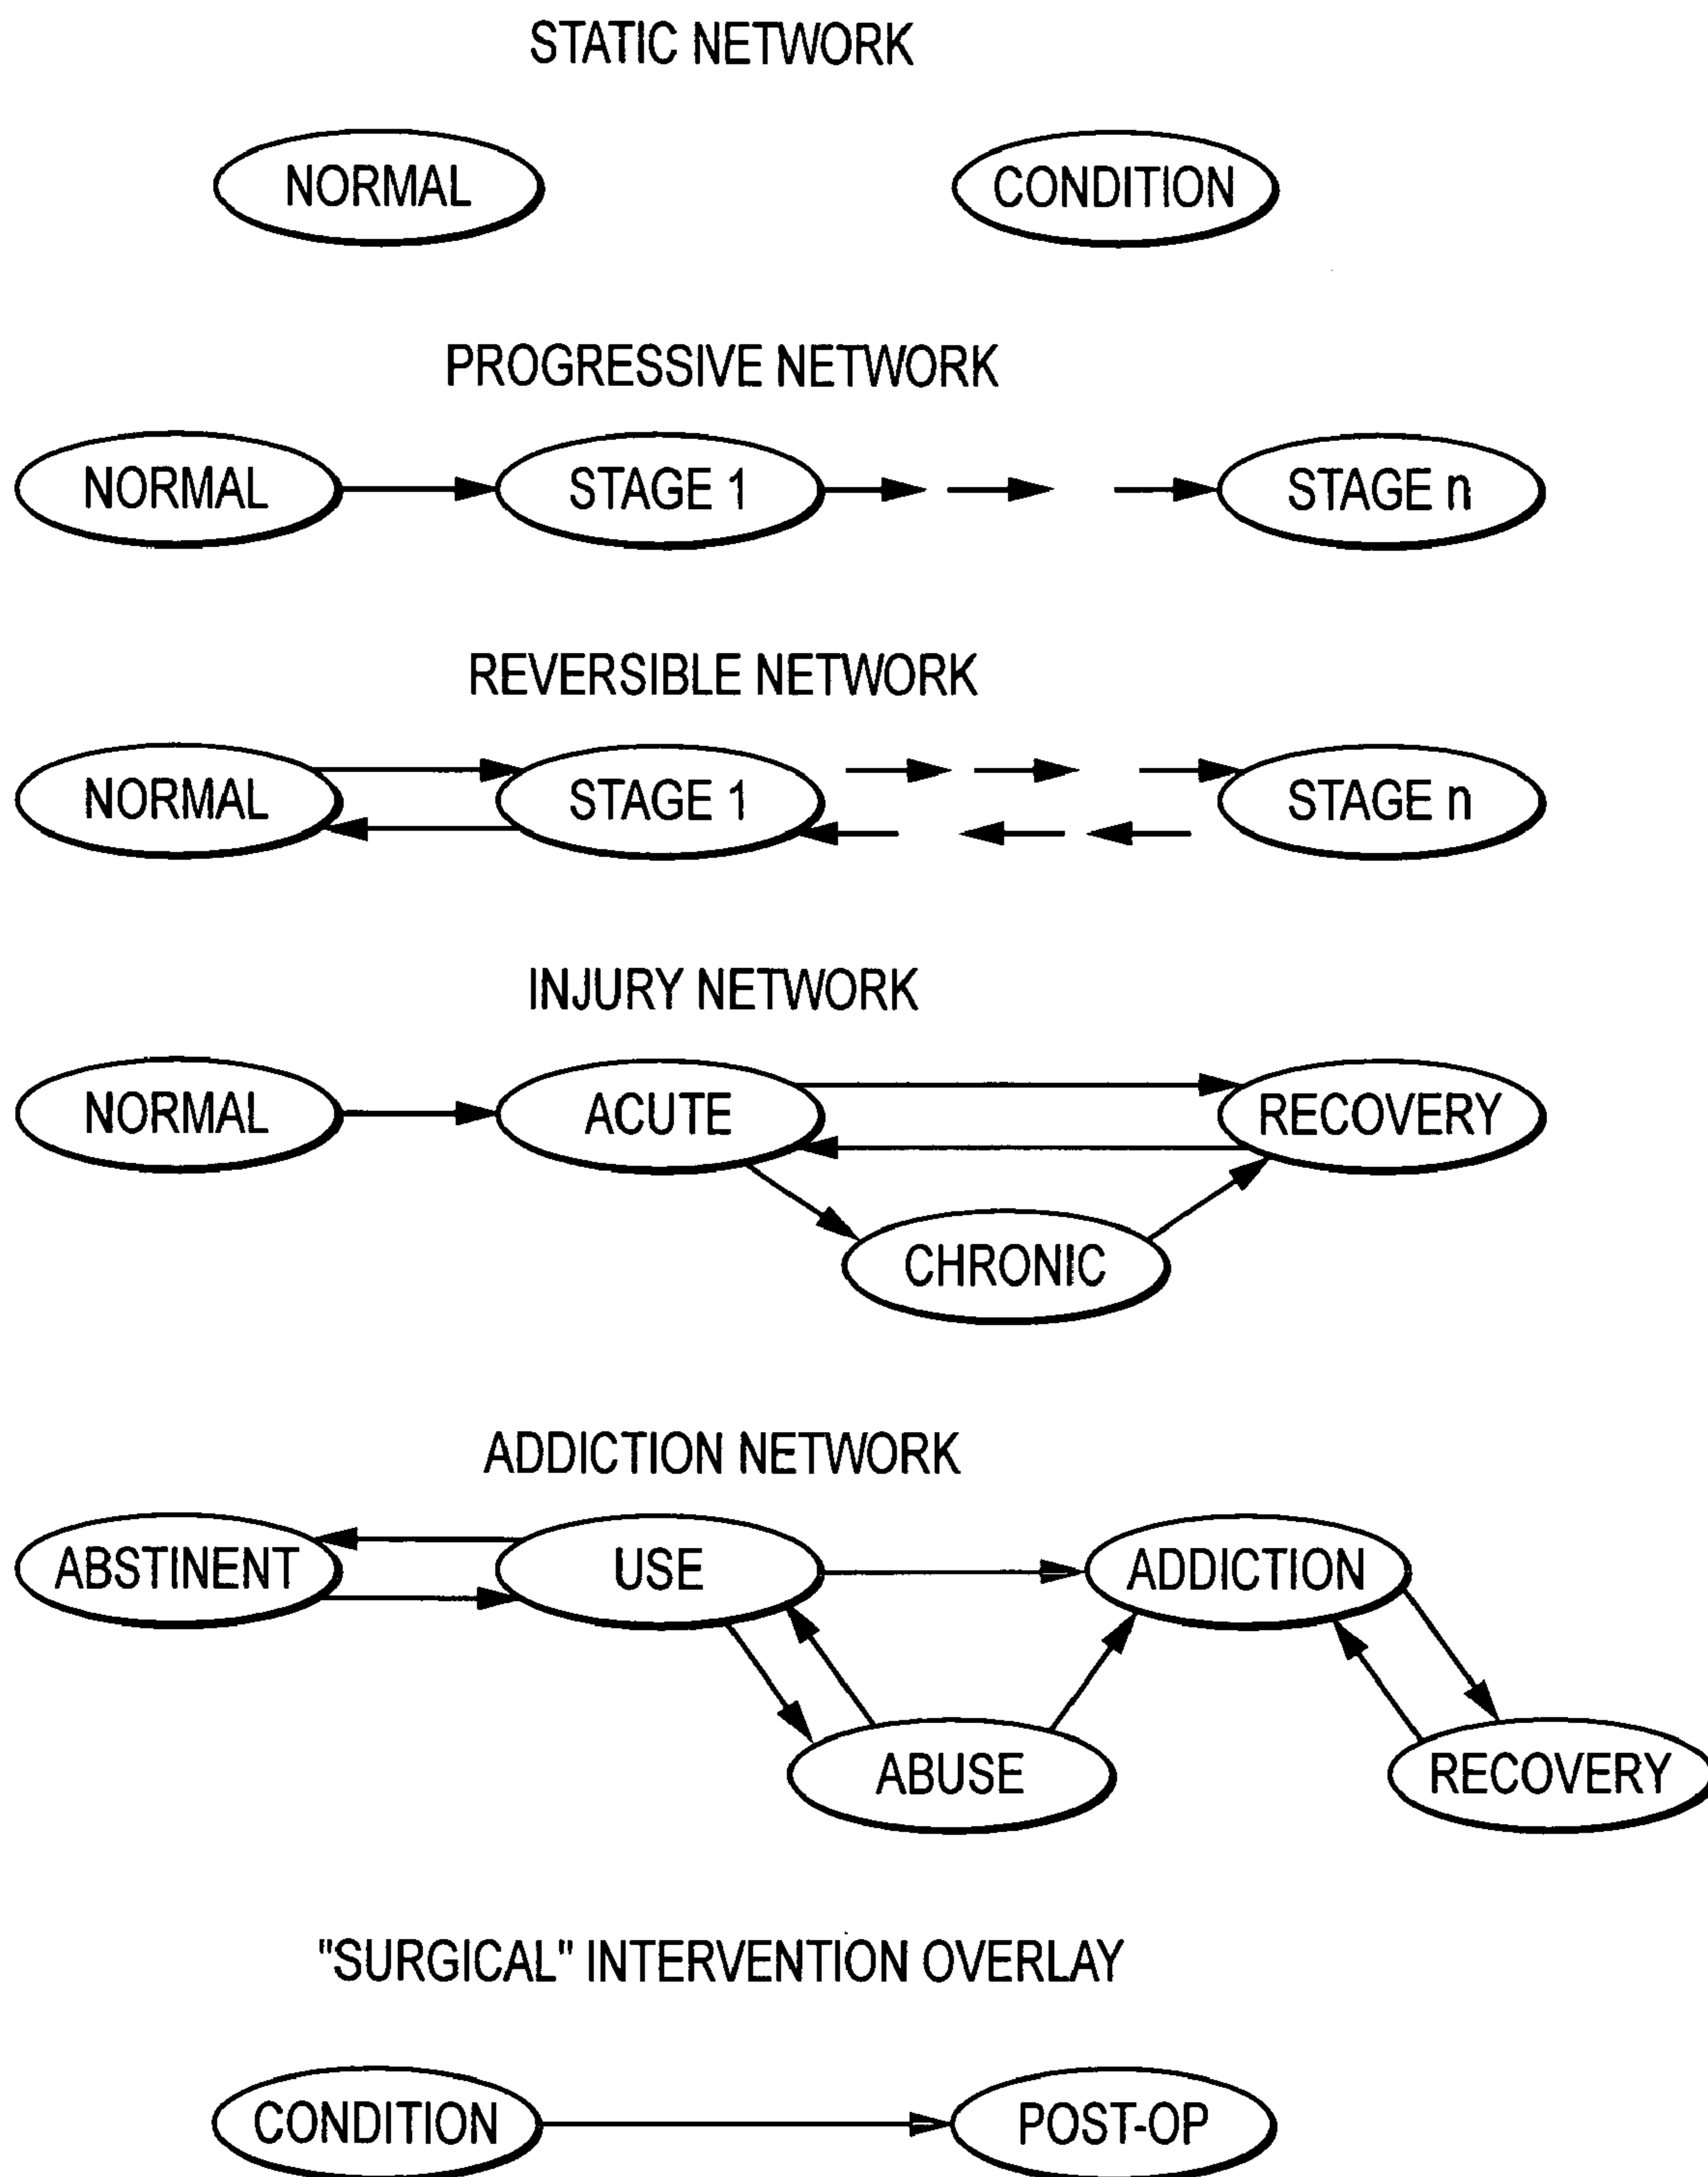 STATIC NETWORK
NORMAL CONDITION
PROGRESSIVE NETWORK
NORMAL STAGE 1 STAGE n
REVERSIBLE NETWORK
NORMAL STAGE 1 STAGE n
INJURY NETWORK
NORMAL ACUTE RECOVERY
CHRONIC
ADDICTION NETWORK
ABSTINENT USE ADDICTION
ABUSE RECOVERY
"SURGICAL" INTERVENTION OVERLAY
CONDITION POST-OP